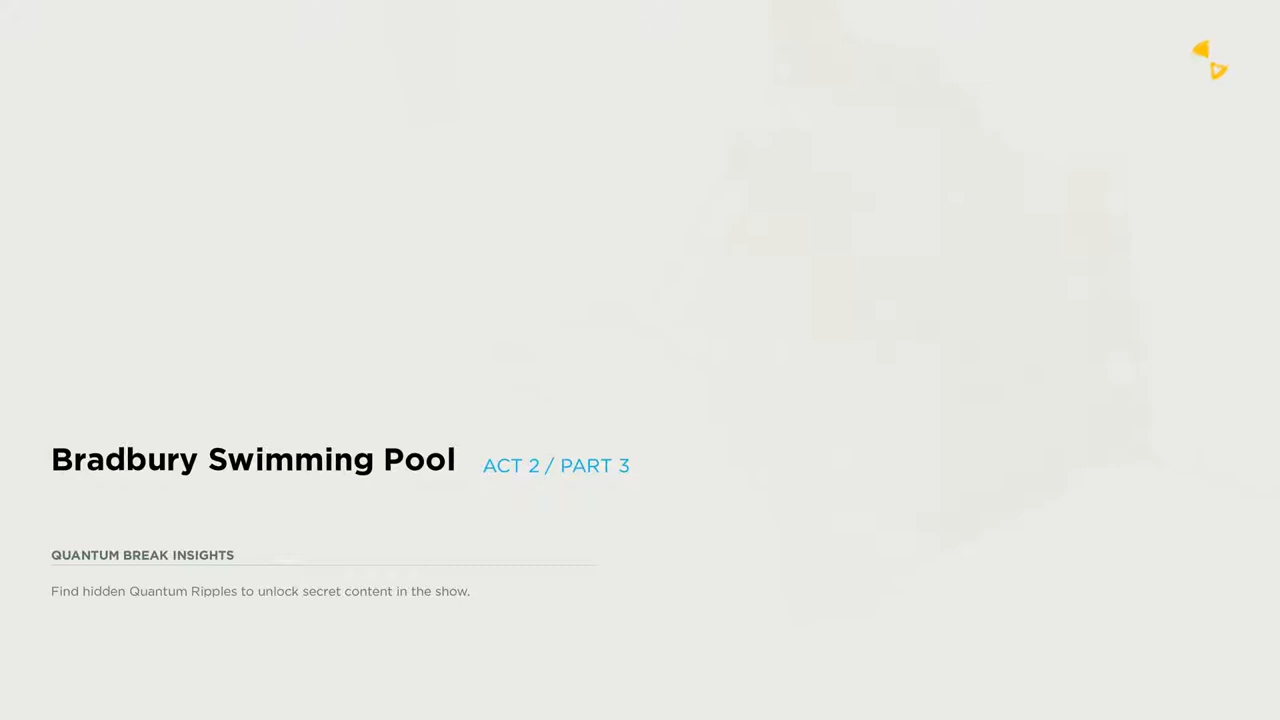 Bradbury Swimming Pool ACT 2 / PART 3
QUANTUM BREAK INSIGHTS
Find hidden Quantum Ripples to unlock secret content in the show.